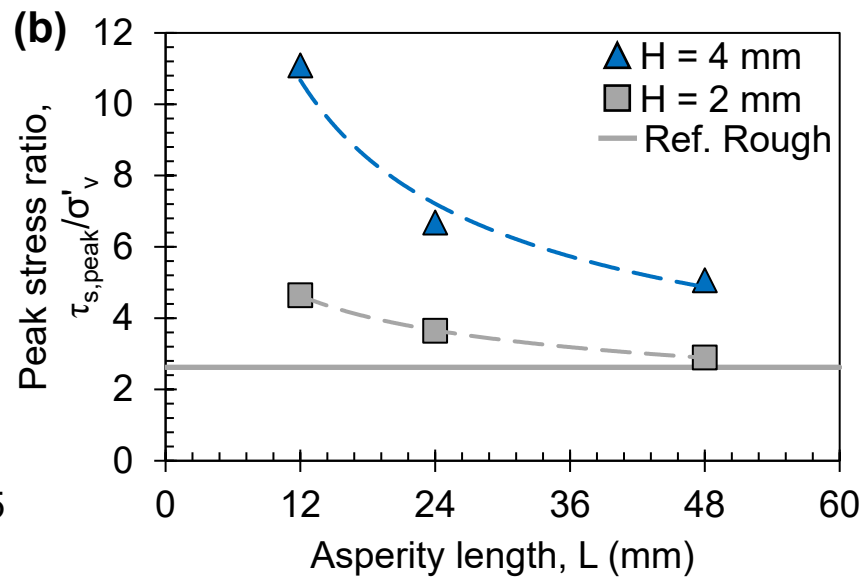 (b)
Peak stress ratio,
τs,peak/σ'v
12
10
8
6
4
2
0
H = 4 mm
H = 2 mm
Ref. Rough
5
0 12 24 36 48 60
Asperity length, L (mm)